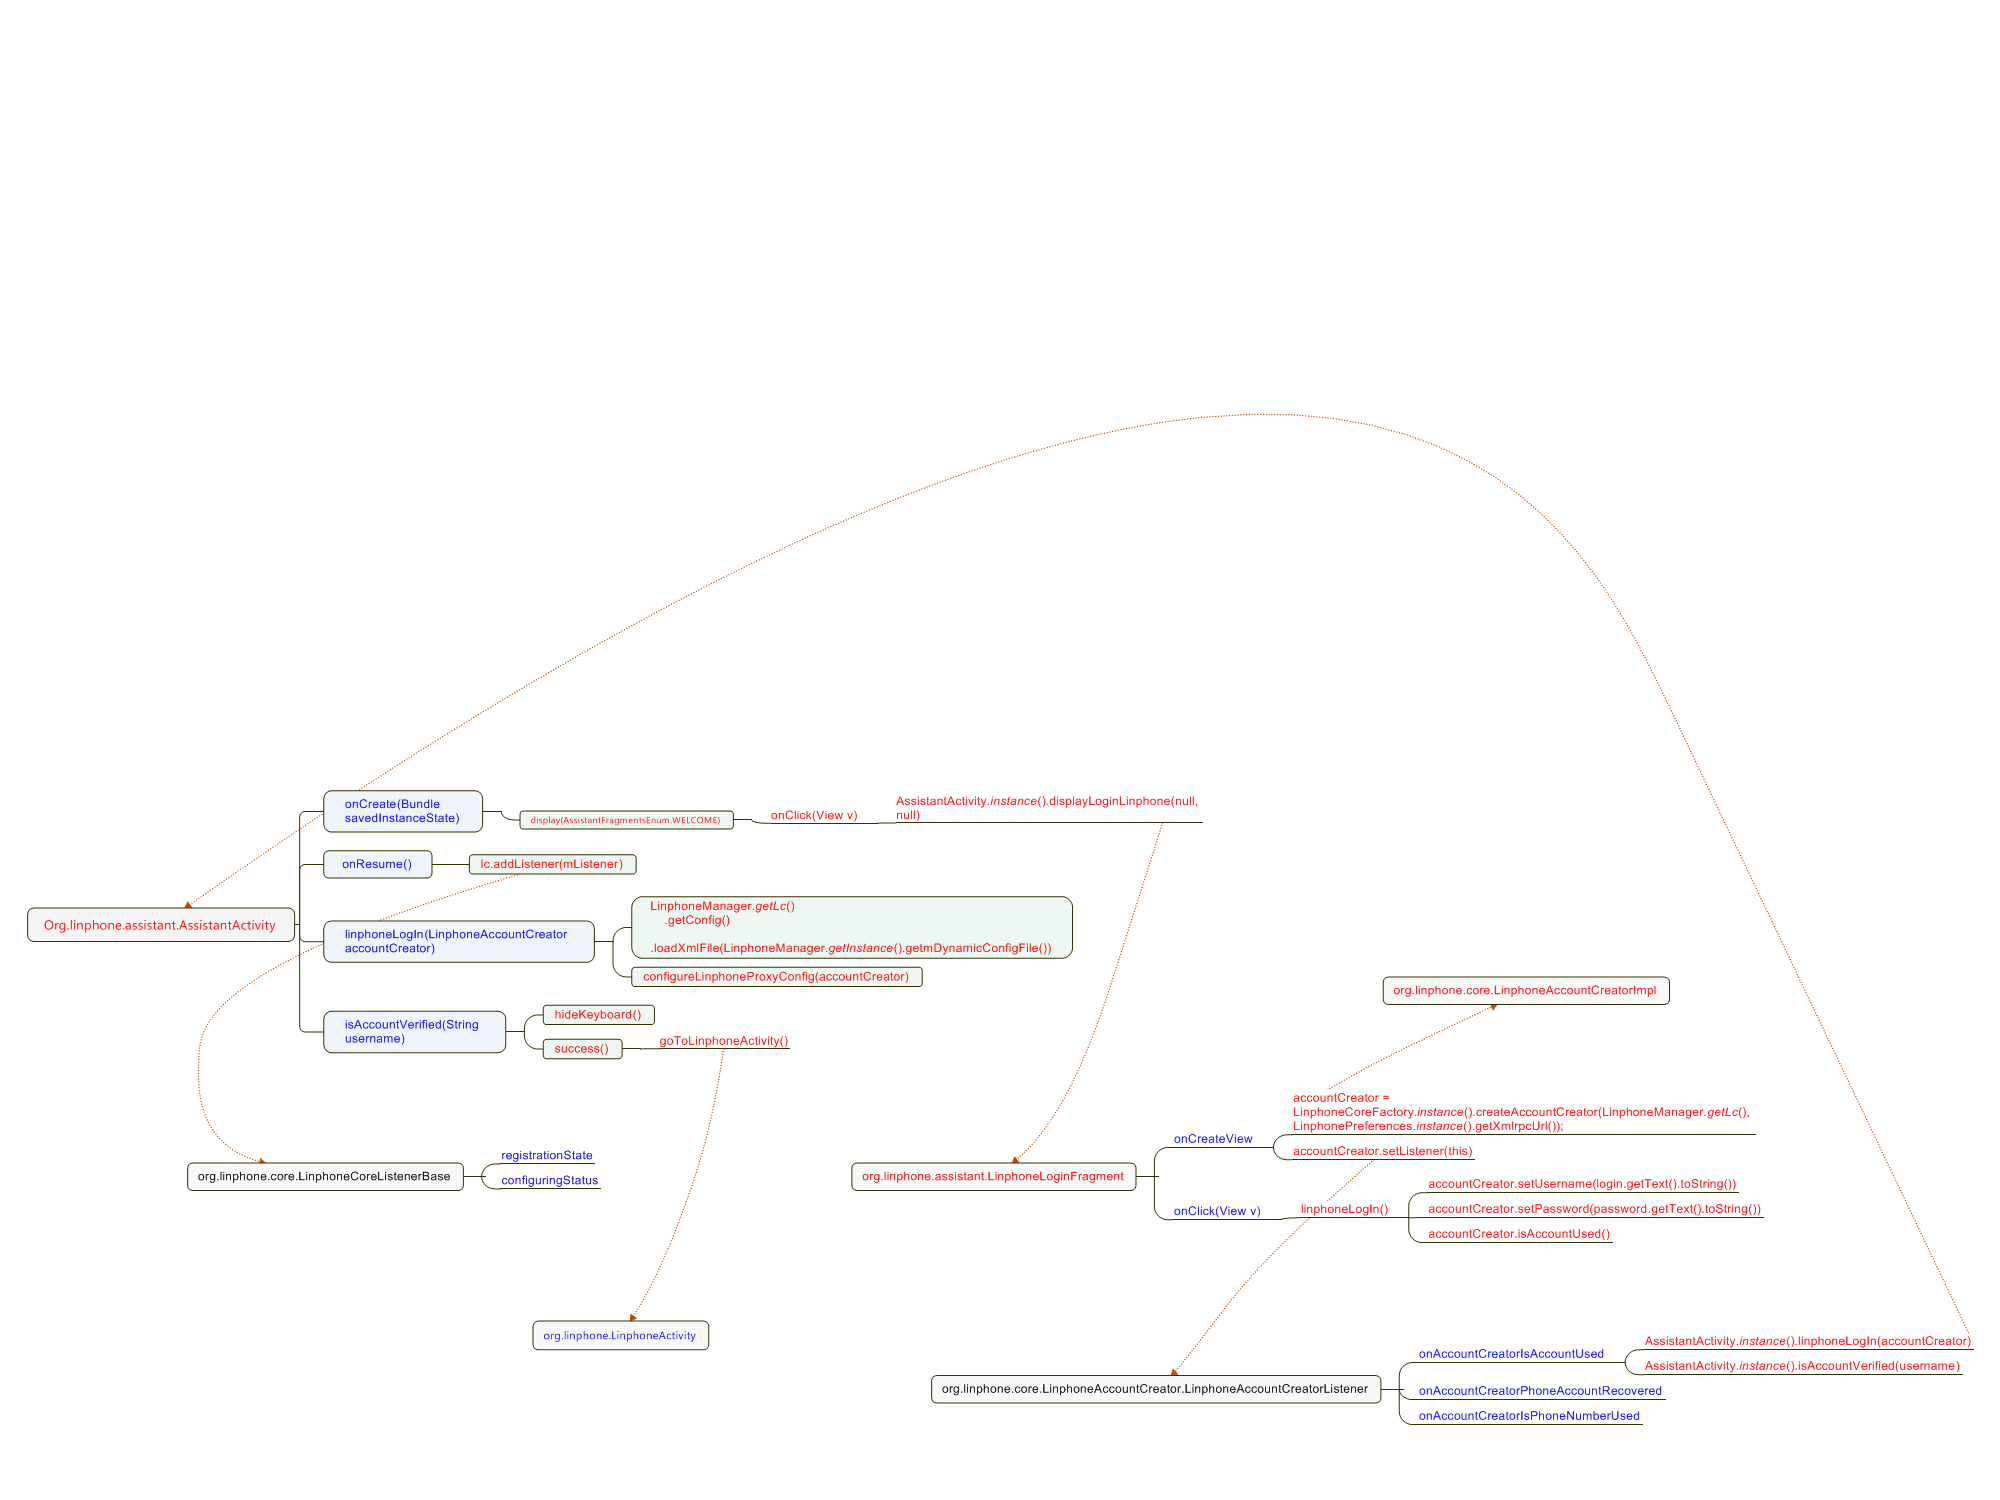 Org.linphone.assistant.AssistantActivity
onCreate(Bundle
savedInstanceState)
display(AssistantFragmentsEnum.WELCOME)
onClick(View v)
AssistantActivity.instance().displayLoginLinphone(null,
null)
onResume()
lc.addListener(mListener)
linphoneLogIn(LinphoneAccountCreator
accountCreator)
LinphoneManager.getLc()
.getConfig()
.loadXmlFile(LinphoneManager.getInstance().getmDynamicConfigFile())
configureLinphoneProxyConfig(accountCreator)
isAccountVerified(String
username)
hideKeyboard()
success()
goToLinphoneActivity()
org.linphone.core.LinphoneCoreListenerBase
registrationState
configuringStatus
org.linphone.LinphoneActivity
org.linphone.core.LinphoneAccountCreatorImpl
org.linphone.assistant.LinphoneLoginFragment
onCreateView
accountCreator =
LinphoneCoreFactory.instance().createAccountCreator(LinphoneManager.getLc(),
LinphonePreferences.instance().getXmlrpcUrl());
accountCreator.setListener(this)
onClick(View v)
linphoneLogIn()
accountCreator.setUsername(login.getText().toString())
accountCreator.setPassword(password.getText().toString())
accountCreator.isAccountUsed()
org.linphone.core.LinphoneAccountCreator.LinphoneAccountCreatorListener
onAccountCreatorIsAccountUsed
AssistantActivity.instance().linphoneLogIn(accountCreator)
AssistantActivity.instance().isAccountVerified(username)
onAccountCreatorPhoneAccountRecovered
onAccountCreatorIsPhoneNumberUsed